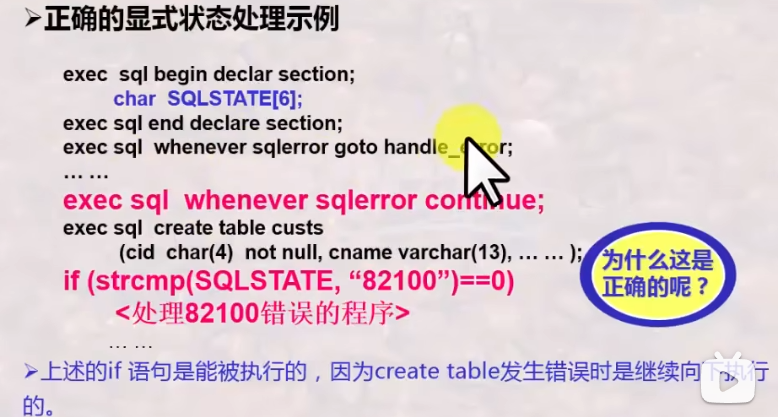 ➢正确的显式状态处理示例
exec sql begin declar section;
char SQLSTATE[6];
exec sql end declare section;
exec sql whenever sqlerror goto handle_error;
... ...
exec sql whenever sqlerror continue;
exec sql create table custs
(cid char(4) not null, cname varchar(13), ... ... );
if (strcmp(SQLSTATE, “82100”)==0)
<处理82100错误的程序>
... ...
为什么这是
正确的呢？
➢上述的if 语句是能被执行的，因为create table发生错误时是继续向下执行
的。